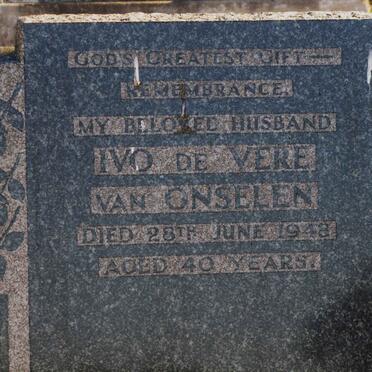 GOD'S GREATEST GIFT—
REMEMBRANCE.
MY BELOVED HUSBAND
IVO DE VERE
VAN ONSELEN
DIED 28TH JUNE 1948
AGED 40 YEARS.